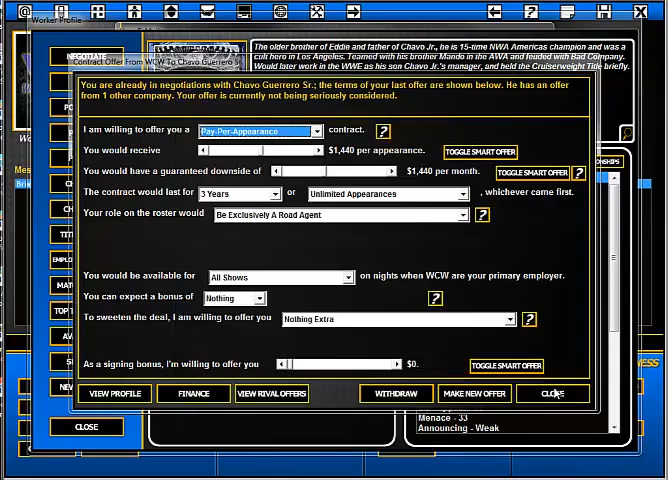 Worker Profile
NEGOTIATE
The older brother of Eddie and father of Chavo Jr., he is 15-time NWA Americas champion and was a
cult hero in Los Angeles. Teamed with his brother Mando in the AWA and feuded with Bad Company.
Would later work in the WWE as his son Chavo Jr.'s manager, and held the Cruiserweight Title briefly.
Contract Offer From WCW To Chavo Guerrero Sr.
You are already in negotiations with Chavo Guerrero Sr.; the terms of your last offer are shown below. He has an offer
from 1 other company. Your offer is currently not being seriously considered.
I am willing to offer you a Pay-Per-Appearance contract. ?
You would receive $1,440 per appearance. TOGGLE SMART OFFER
You would have a guaranteed downside of $1,440 per month. TOGGLE SMART OFFER ?
The contract would last for 3 Years or Unlimited Appearances , whichever came first.
Your role on the roster would Be Exclusively A Road Agent ?
You would be available for All Shows on nights when WCW are your primary employer.
You can expect a bonus of Nothing ?
To sweeten the deal, I am willing to offer you Nothing Extra ?
As a signing bonus, I'm willing to offer you $0. TOGGLE SMART OFFER
VIEW PROFILE FINANCE VIEW RIVAL OFFERS WITHDRAW MAKE NEW OFFER CLOSE
CLOSE
Menace - 33
Announcing - Weak